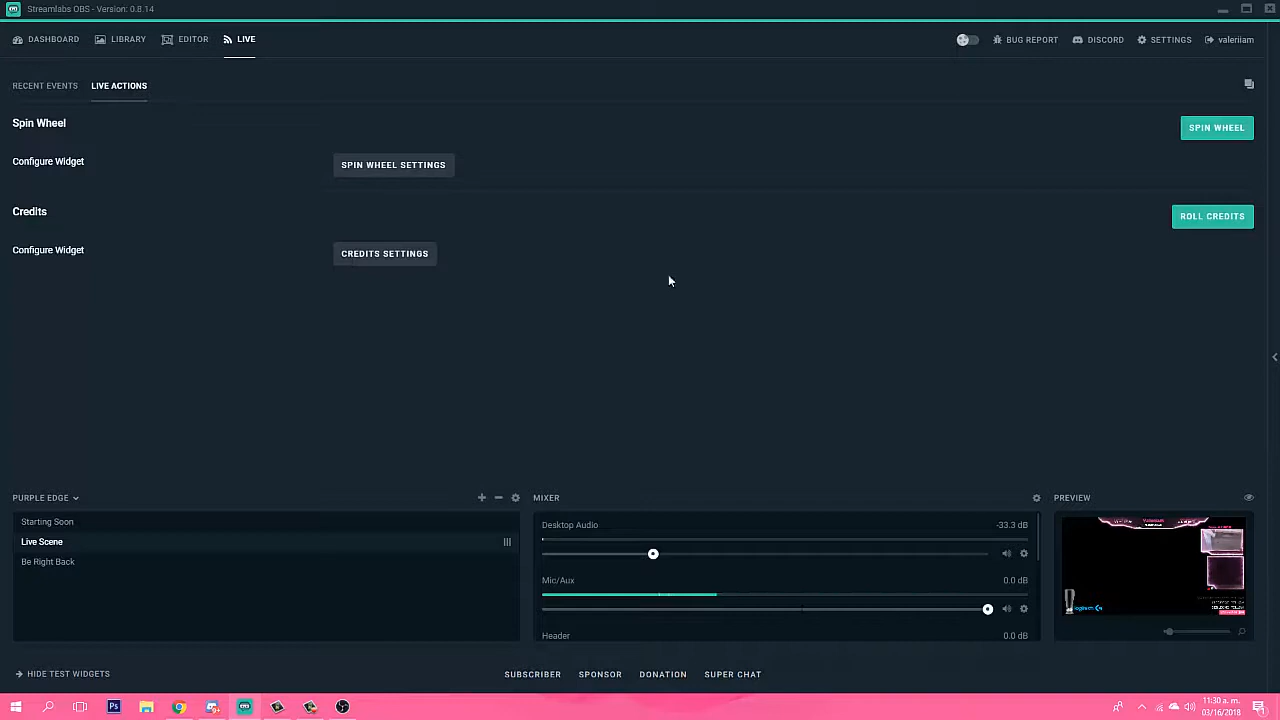 Streamlabs OBS - Version: 0.8.14
DASHBOARD LIBRARY EDITOR LIVE BUG REPORT DISCORD SETTINGS valeriiam
RECENT EVENTS LIVE ACTIONS
Spin Wheel SPIN WHEEL
Configure Widget SPIN WHEEL SETTINGS
Credits ROLL CREDITS
Configure Widget CREDITS SETTINGS
PURPLE EDGE MIXER PREVIEW
Starting Soon
Live Scene
Be Right Back
Desktop Audio -33.3 dB
Mic/Aux 0.0 dB
Header 0.0 dB
HIDE TEST WIDGETS SUBSCRIBER SPONSOR DONATION SUPER CHAT
Ps
11:30 a. m.
03/16/2018